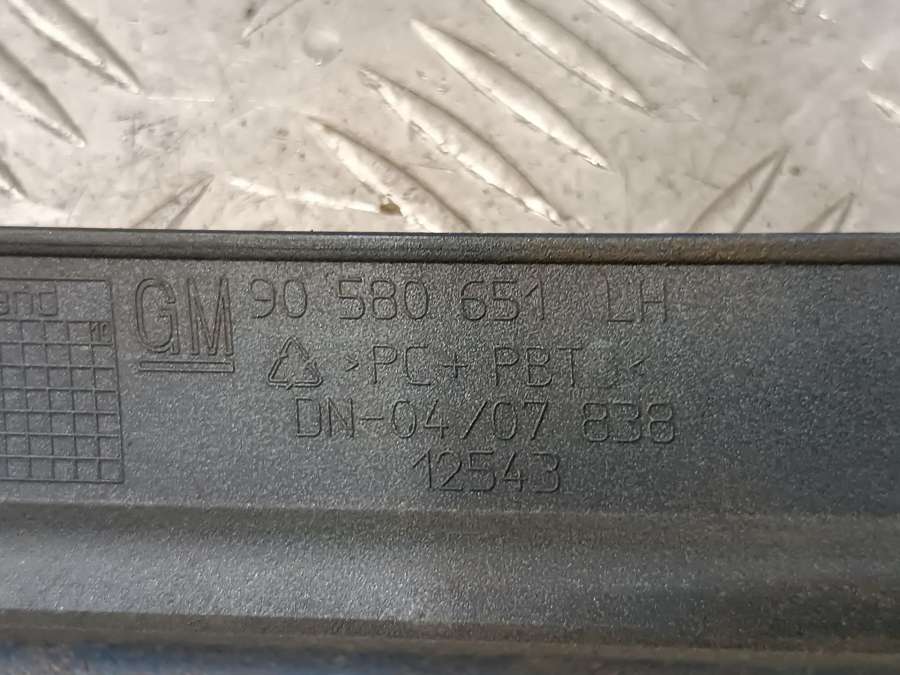 GM 90 580 651 LH
>PC+PBT<
DN-04/07 838
12543